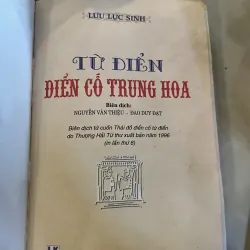 LƯU LỰC SINH
TỪ ĐIỂN
ĐIỂN CỐ TRUNG HOA
Biên dịch:
NGUYỄN VĂN THIỆU - ĐÀO DUY ĐẠT
Biên dịch từ cuốn Thái đồ điển cố từ điển
do Thượng Hải Từ thư xuất bản năm 1996
(in lần thứ 8)